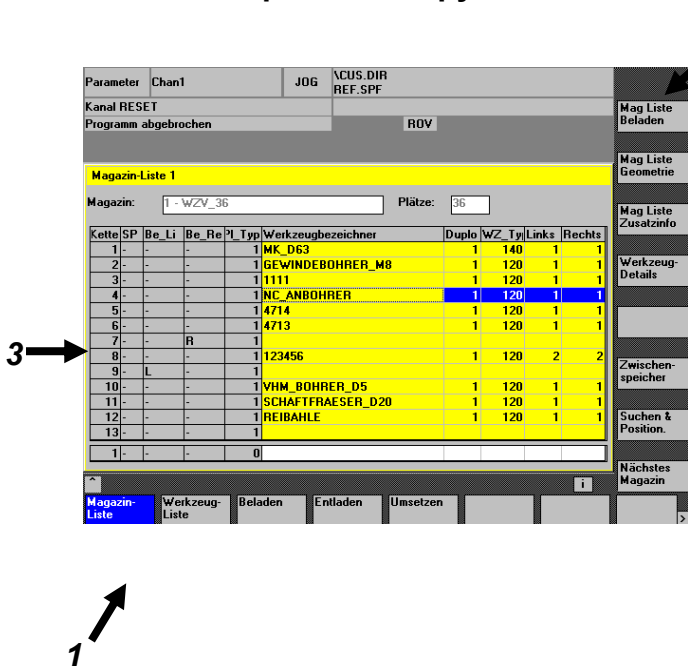 Parameter Chan1 JOG \CUS.DIR
REF.SPF
Kanal RESET
Programm abgebrochen ROV
Magazin-Liste 1
Magazin: 1 - WZV_36 Plätze: 36
Kette SP Be_Li Be_Re Pl_Typ Werkzeugbezeichner Duplo WZ_Ty Links Rechts
1 - - - 1 MK_D63 1 140 1 1
2 - - - 1 GEWINDEBOHRER_M8 1 120 1 1
3 - - - 1 1111 1 120 1 1
4 - - - 1 NC_ANBOHRER 1 120 1 1
5 - - - 1 4714 1 120 1 1
6 - - - 1 4713 1 120 1 1
7 - - R 1
8 - - - 1 123456 1 120 2 2
9 - L - 1
10 - - - 1 VHM_BOHRER_D5 1 120 1 1
11 - - - 1 SCHAFTFRAESER_D20 1 120 1 1
12 - - - 1 REIBAHLE 1 120 1 1
13 - - - 1
1 - - - 0
^ i
Magazin-
Liste
Werkzeug-
Liste
Beladen
Entladen
Umsetzen
>
Mag Liste
Beladen
Mag Liste
Geometrie
Mag Liste
Zusatzinfo
Werkzeug-
Details
Zwischen-
speicher
Suchen &
Position.
Nächstes
Magazin
3
1